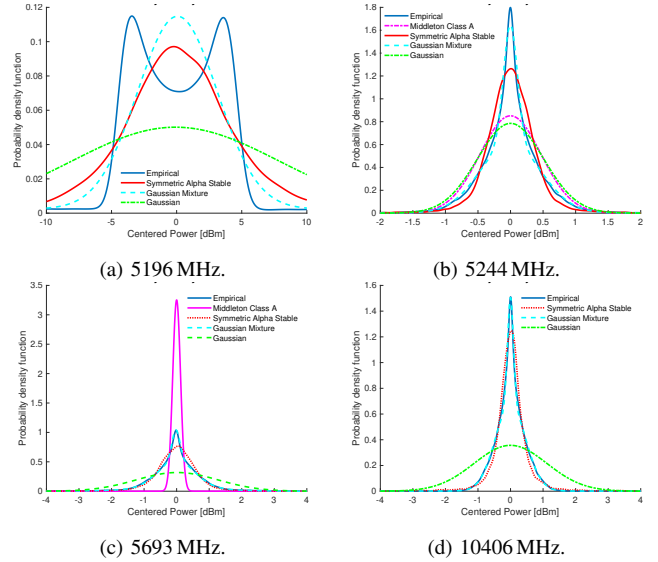 0.12
0.1
0.08
0.06
0.04
0.02
0
-10
-5
0
5
10
Probability density function
Centered Power [dBm]
Empirical
Symmetric Alpha Stable
Gaussian Mixture
Gaussian
(a) 5196 MHz.
1.8
1.6
1.4
1.2
1
0.8
0.6
0.4
0.2
0
-2
-1.5
-1
-0.5
0
0.5
1
1.5
2
Probability density function
Centered Power [dBm]
Empirical
Middleton Class A
Symmetric Alpha Stable
Gaussian Mixture
Gaussian
(b) 5244 MHz.
3.5
3
2.5
2
1.5
1
0.5
0
-4
-3
-2
-1
0
1
2
3
4
Probability density function
Centered Power [dBm]
Empirical
Middleton Class A
Symmetric Alpha Stable
Gaussian Mixture
Gaussian
(c) 5693 MHz.
1.6
1.4
1.2
1
0.8
0.6
0.4
0.2
0
-4
-3
-2
-1
0
1
2
3
4
Probability density function
Centered Power [dBm]
Empirical
Symmetric Alpha Stable
Gaussian Mixture
Gaussian
(d) 10406 MHz.